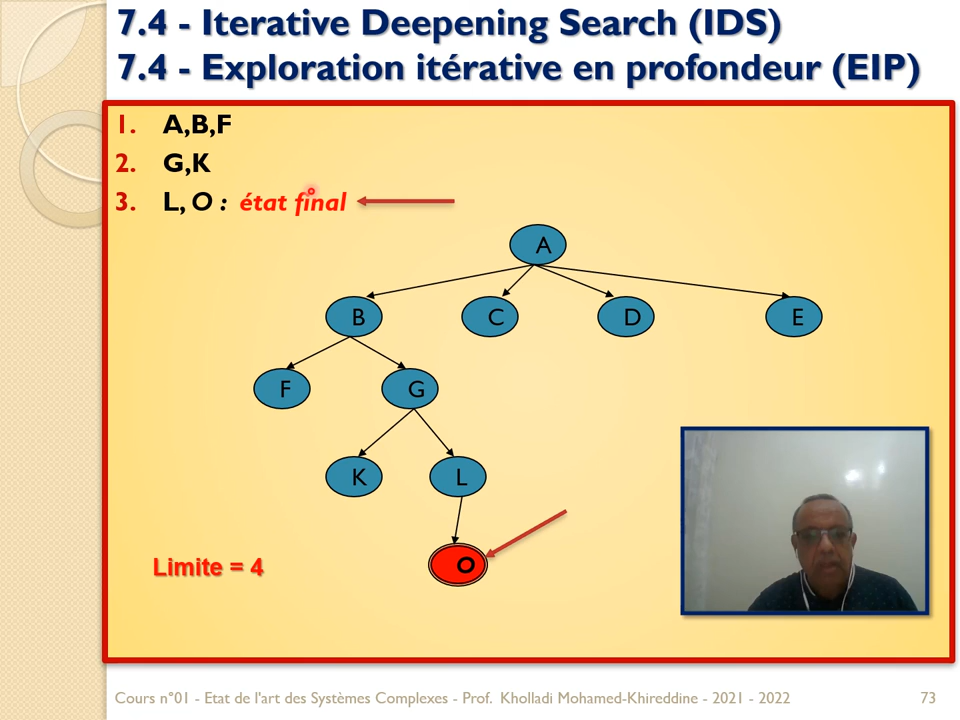 7.4 - Iterative Deepening Search (IDS)
7.4 - Exploration itérative en profondeur (EIP)
1. A,B,F
2. G,K
3. L, O : état final
A
B C D E
F G
K L
Limite = 4 O
Cours n°01 - Etat de l'art des Systèmes Complexes - Prof. Kholladi Mohamed-Khireddine - 2021 - 2022 73